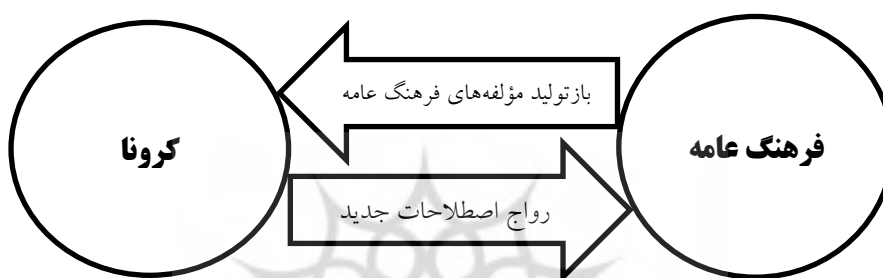 بازتولید مؤلفه‌های فرهنگ عامه
فرهنگ عامه
کرونا
رواج اصطلاحات جدید